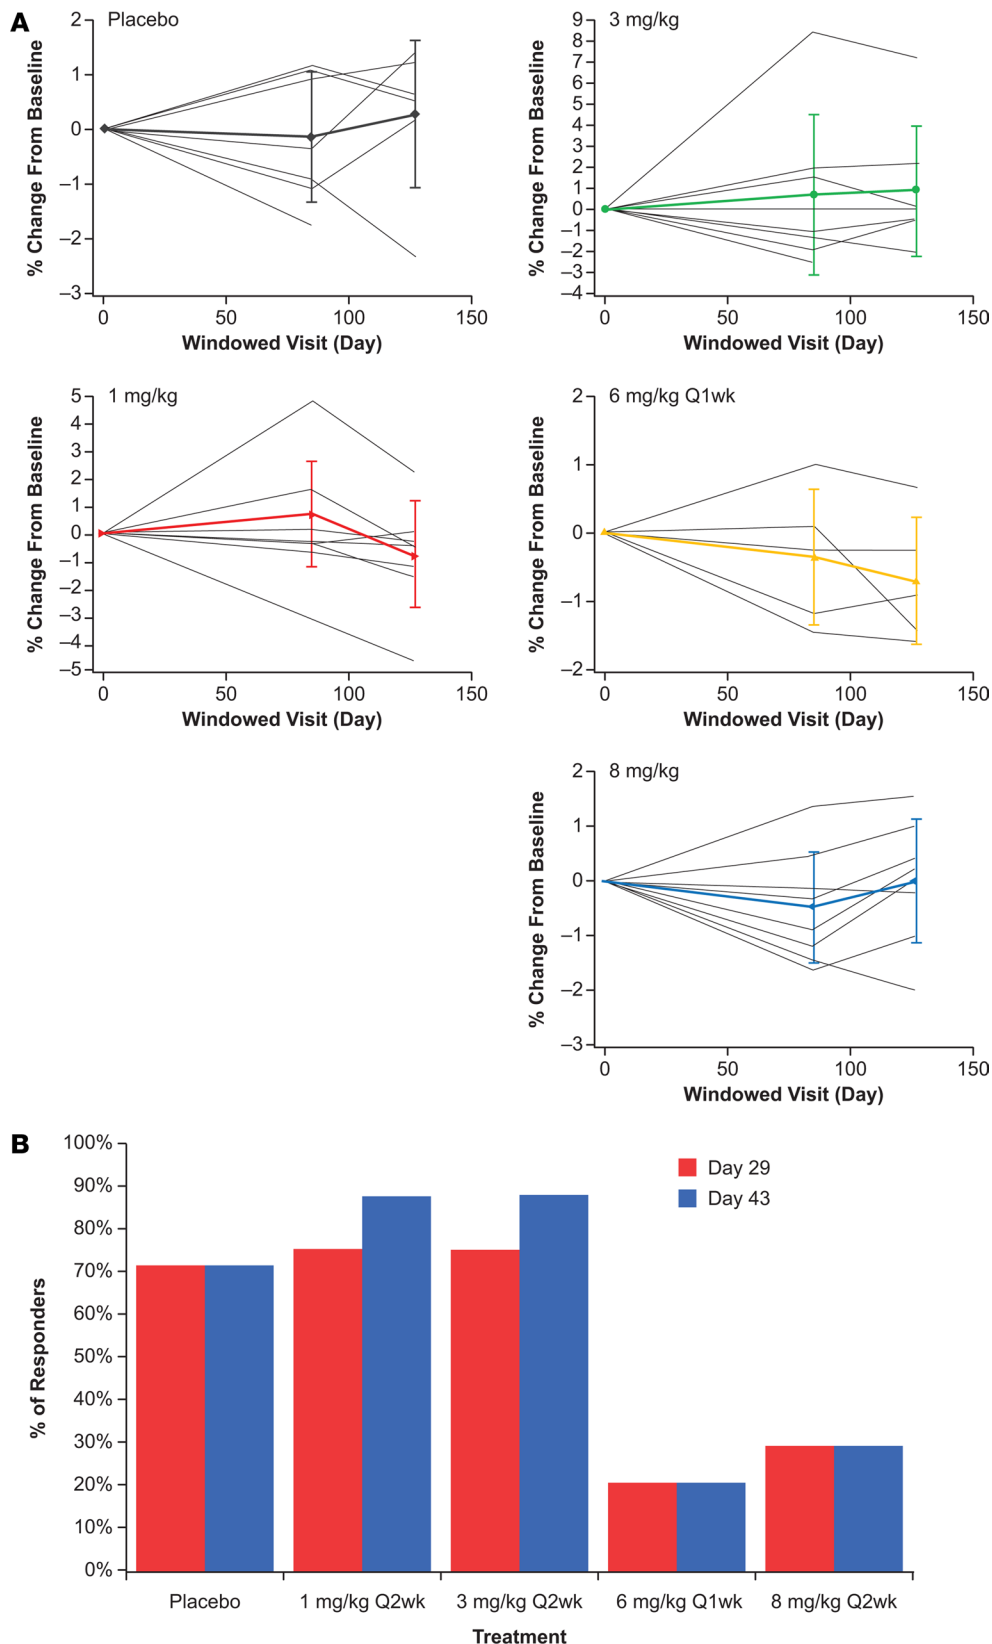 A
Placebo
% Change From Baseline
2
1
0
–1
–2
–3
0 50 100 150
Windowed Visit (Day)
3 mg/kg
% Change From Baseline
9
8
7
6
5
4
3
2
1
0
–1
–2
–3
–4
0 50 100 150
Windowed Visit (Day)
1 mg/kg
% Change From Baseline
5
4
3
2
1
0
–1
–2
–3
–4
–5
0 50 100 150
Windowed Visit (Day)
6 mg/kg Q1wk
% Change From Baseline
2
1
0
–1
–2
0 50 100 150
Windowed Visit (Day)
8 mg/kg
% Change From Baseline
2
1
0
–1
–2
–3
0 50 100 150
Windowed Visit (Day)
B
% of Responders
100%
90%
80%
70%
60%
50%
40%
30%
20%
10%
0%
Day 29
Day 43
Placebo 1 mg/kg Q2wk 3 mg/kg Q2wk 6 mg/kg Q1wk 8 mg/kg Q2wk
Treatment